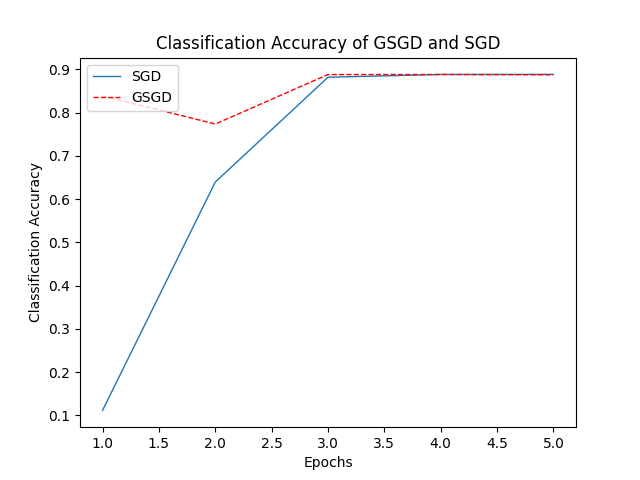 Classification Accuracy of GSGD and SGD
SGD
GSGD
Classification Accuracy
0.9
0.8
0.7
0.6
0.5
0.4
0.3
0.2
0.1
1.0 1.5 2.0 2.5 3.0 3.5 4.0 4.5 5.0
Epochs